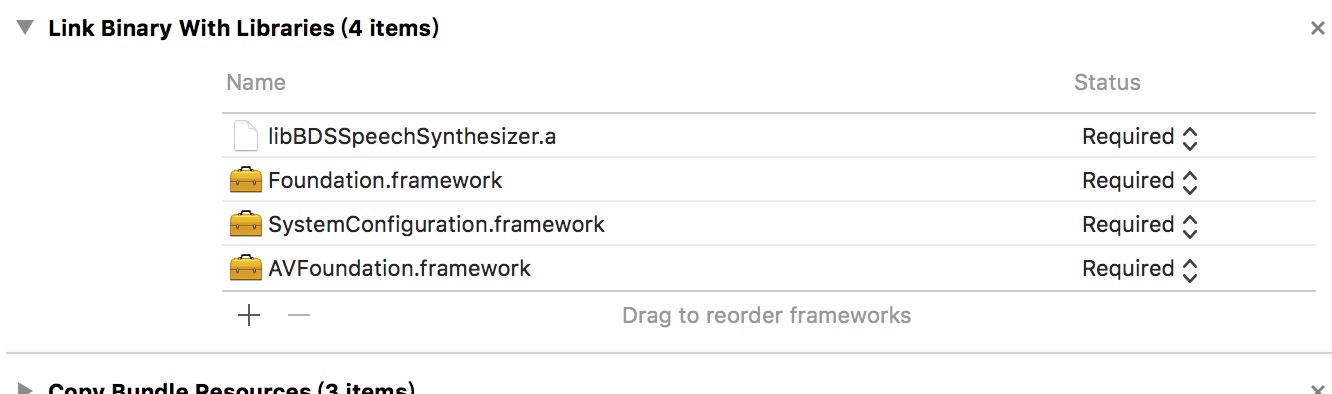 Link Binary With Libraries (4 items)
Name Status
libBDSSpeechSynthesizer.a Required
Foundation.framework Required
SystemConfiguration.framework Required
AVFoundation.framework Required
Drag to reorder frameworks
Copy Bundle Resources (3 items)